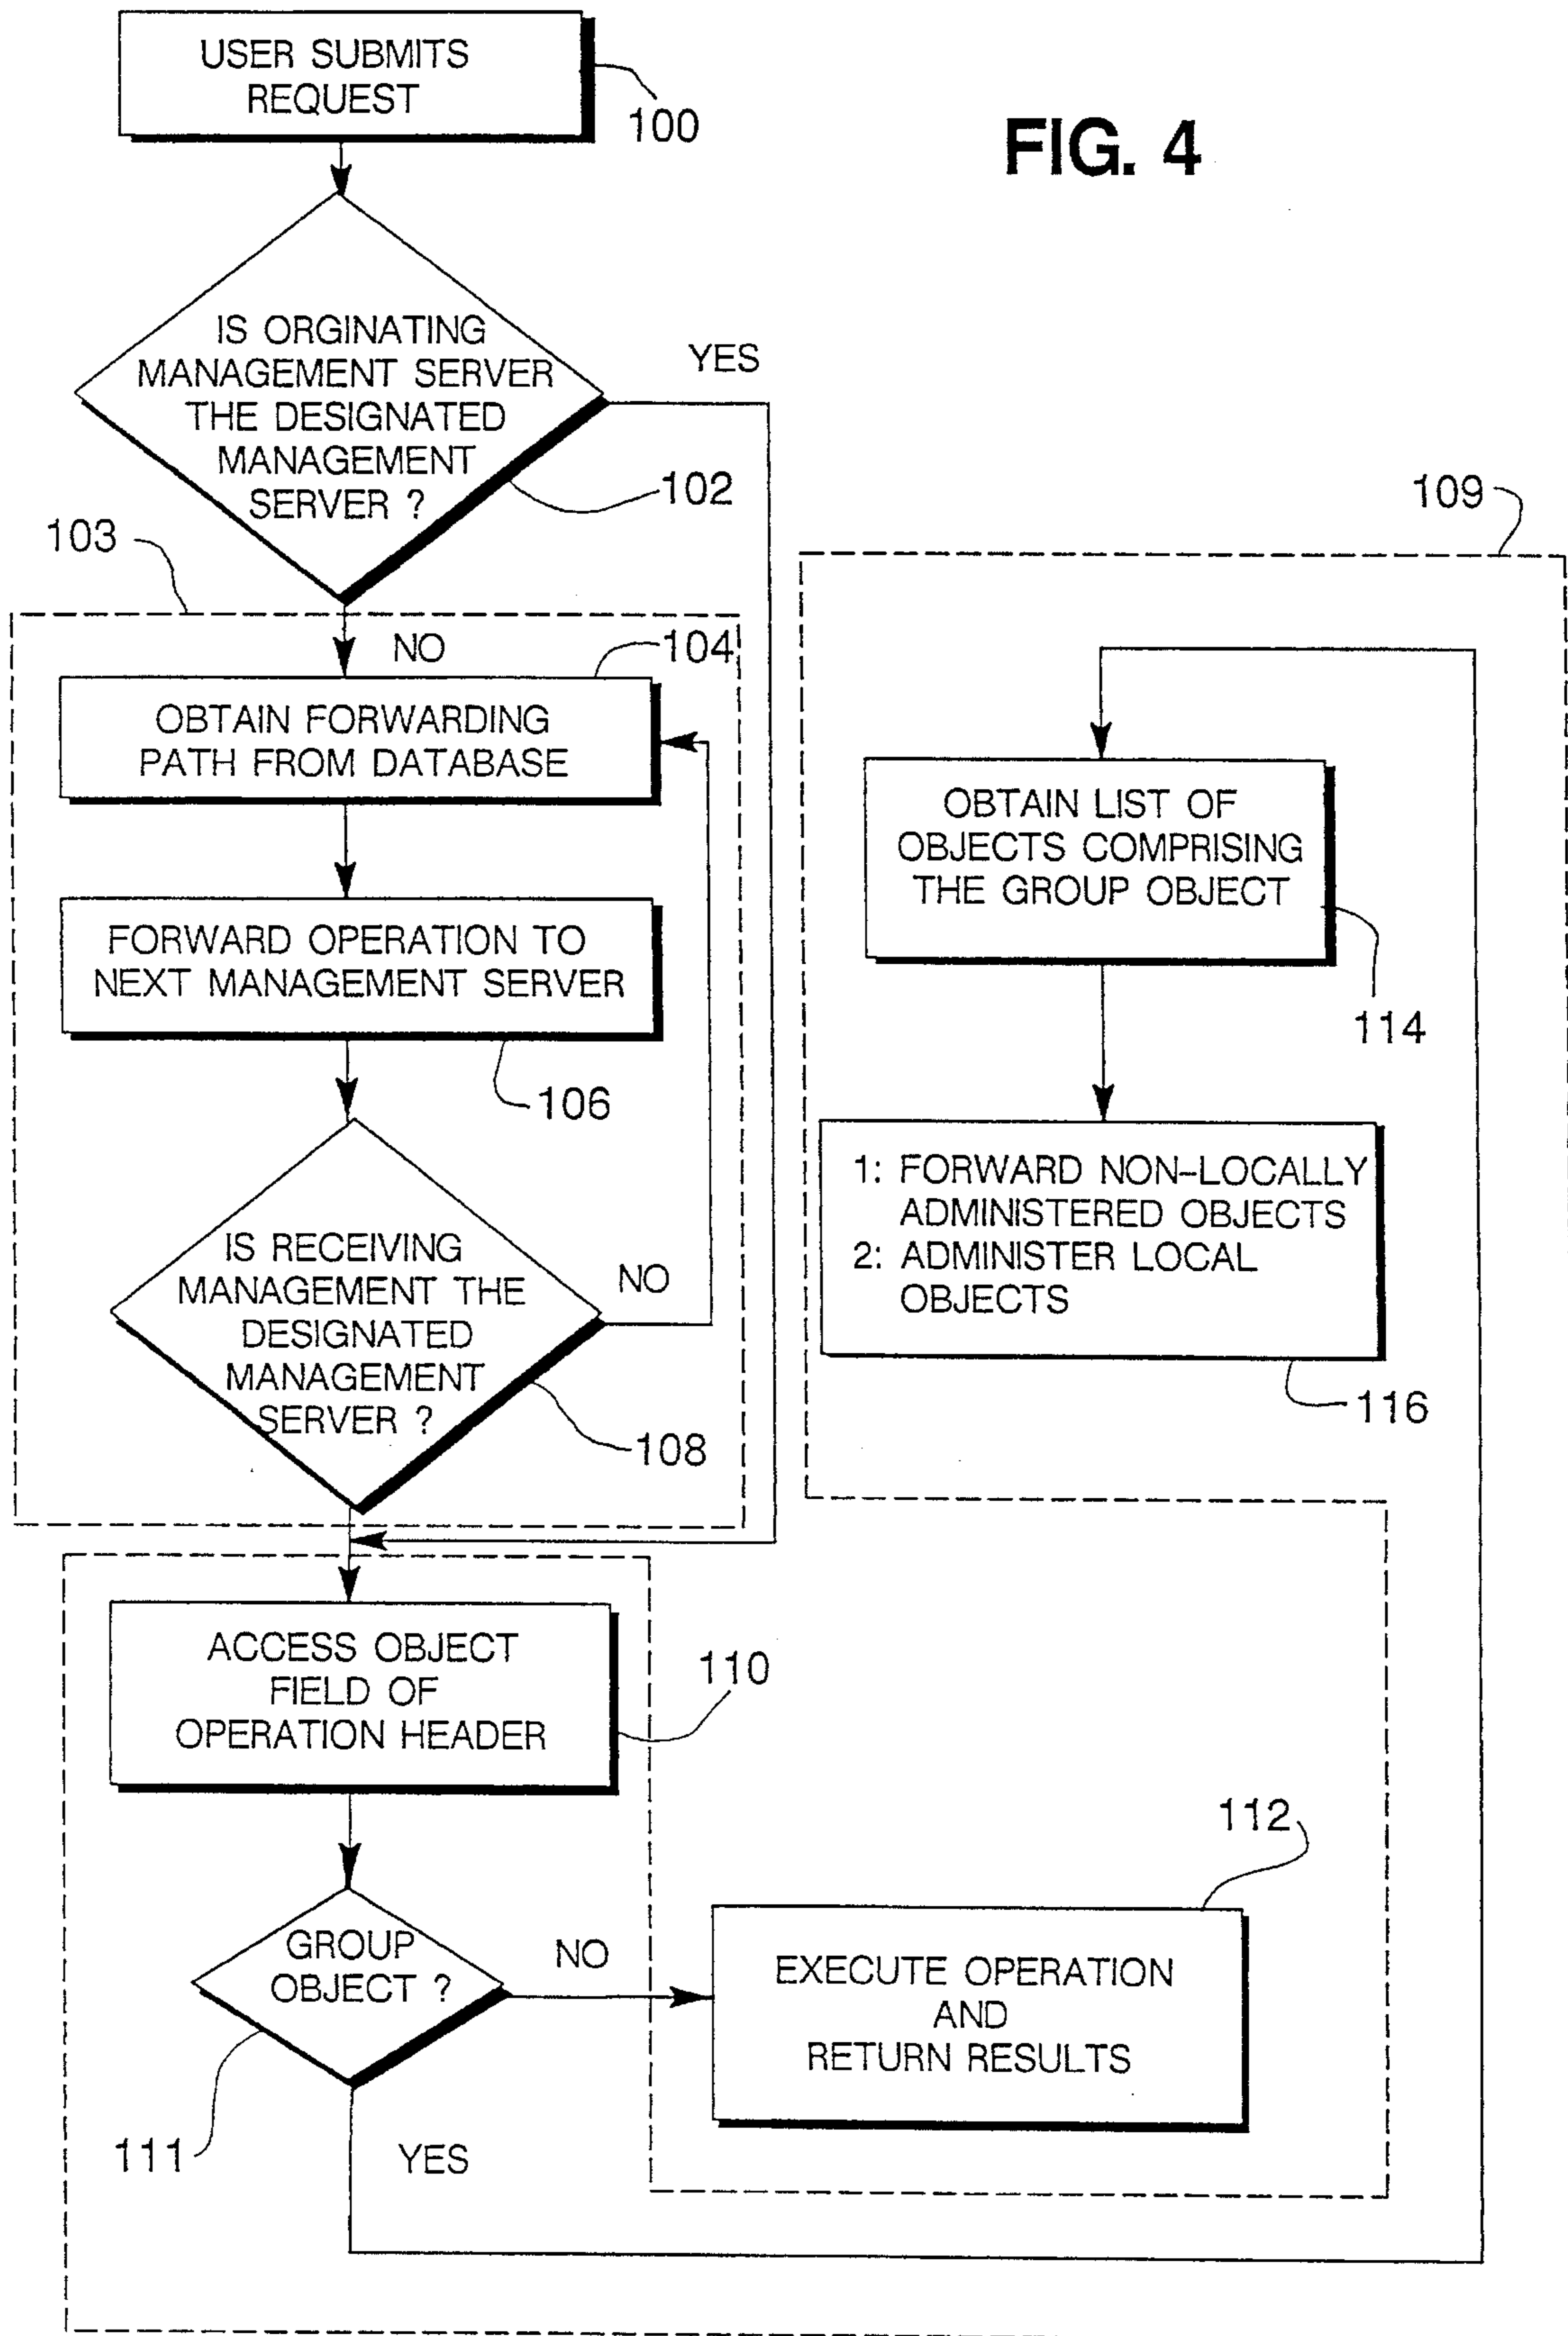 USER SUBMITS
REQUEST
100
FIG. 4
IS ORGINATING
MANAGEMENT SERVER
THE DESIGNATED
MANAGEMENT
SERVER ?
YES
102
103
109
NO
104
OBTAIN FORWARDING
PATH FROM DATABASE
FORWARD OPERATION TO
NEXT MANAGEMENT SERVER
106
IS RECEIVING
MANAGEMENT THE
DESIGNATED
MANAGEMENT
SERVER ?
NO
108
OBTAIN LIST OF
OBJECTS COMPRISING
THE GROUP OBJECT
114
1: FORWARD NON-LOCALLY
ADMINISTERED OBJECTS
2: ADMINISTER LOCAL
OBJECTS
116
ACCESS OBJECT
FIELD OF
OPERATION HEADER
110
GROUP
OBJECT ?
NO
111
YES
112
EXECUTE OPERATION
AND
RETURN RESULTS